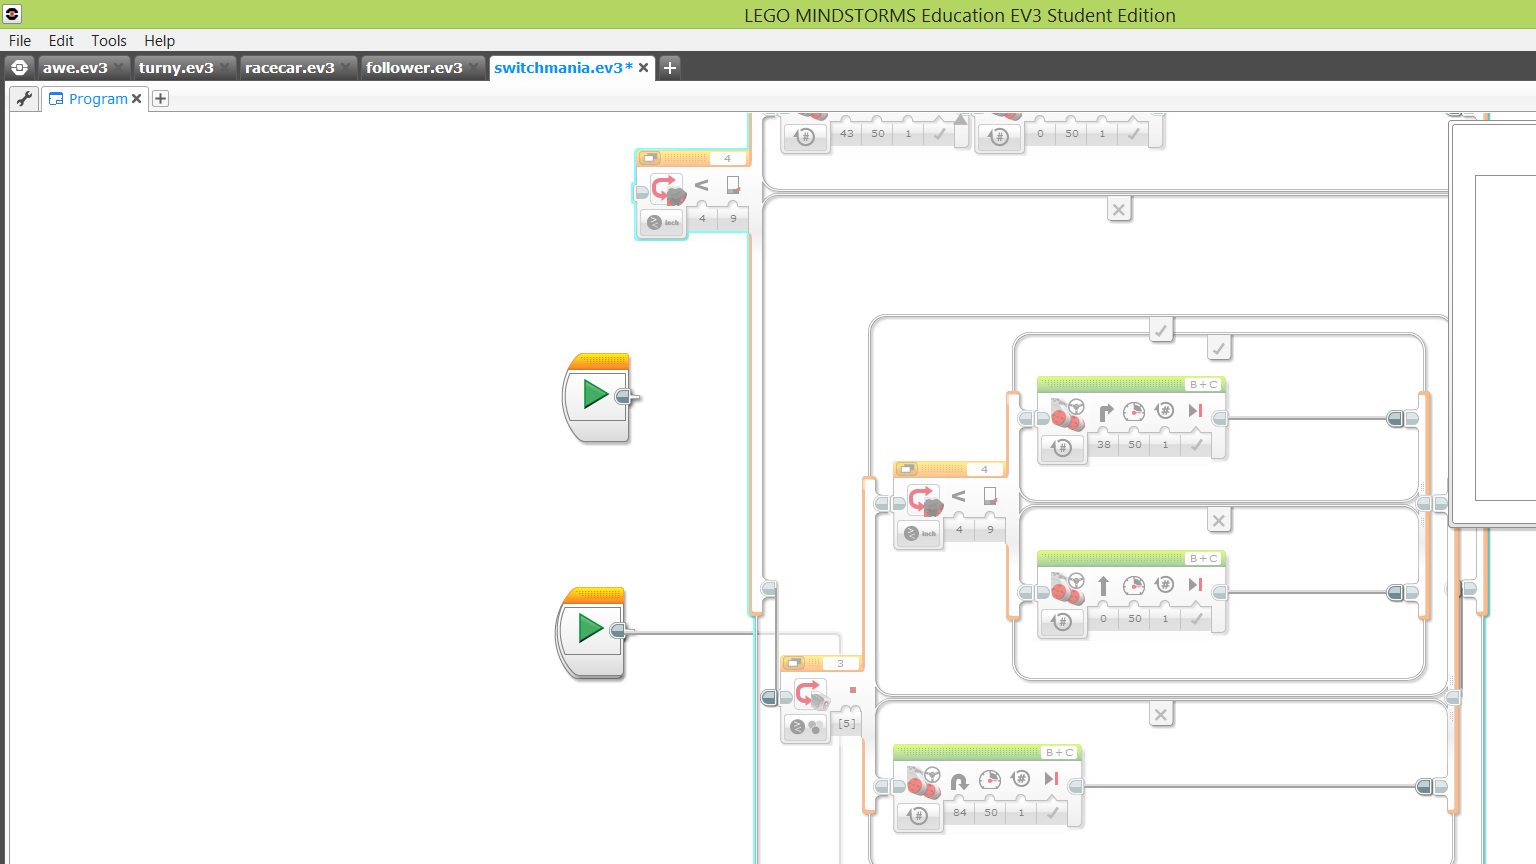 LEGO MINDSTORMS Education EV3 Student Edition
File Edit Tools Help
awe.ev3 turny.ev3 racecar.ev3 follower.ev3 switchmania.ev3*
Program
# 43 50 1 # 0 50 1
4
<
Inch 4 9
B+C
#
# 38 50 1
4
<
Inch 4 9
B+C
#
# 0 50 1
3
[5]
B+C
#
# 84 50 1